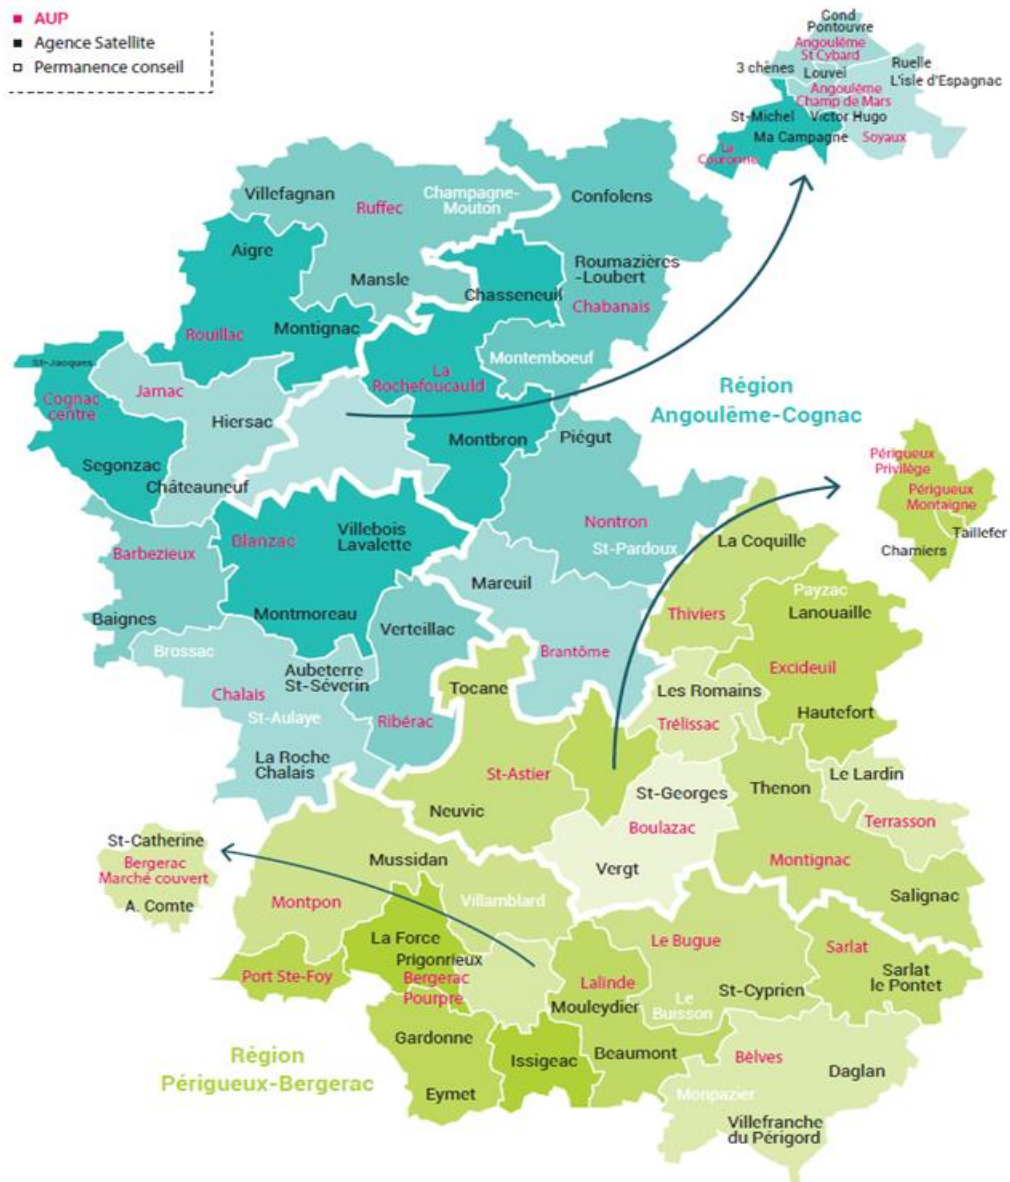 AUP
Agence Satellite
Permanence conseil
Gond
Pontouvre
Angoulême
St Cybard
3 chênes
Louvel
Ruelle
L'isle d'Espagnac
Angoulême
Champ de Mars
St-Michel
Victor Hugo
Ma Campagne
Soyaux
La
Couronne
Villefagnan
Ruffec
Champagne-
Mouton
Confolens
Aigre
Mansle
Roumazières
-Loubert
Chasseneuil
Chabanais
Rouillac
Montignac
Montemboeuf
St-Jacques
Jarnac
La
Rochefoucauld
Région
Angoulême-Cognac
Cognac
centre
Hiersac
Montbron
Piégut
Segonzac
Châteauneuf
Périgueux
Privilège
Périgueux
Montaigne
Taillefer
Chamiers
Barbezieux
Blanzac
Villebois
Lavalette
Nontron
St-Pardoux
La Coquille
Mareuil
Payzac
Lanouaille
Baignes
Montmoreau
Verteillac
Thiviers
Brossac
Aubeterre
St-Séverin
Brantôme
Excideuil
Chalais
Tocane
Les Romains
St-Aulaye
Ribérac
Trélissac
Hautefort
La Roche
Chalais
St-Astier
Neuvic
St-Georges
Thenon
Le Lardin
Boulazac
Terrasson
St-Catherine
Bergerac
Marché couvert
A. Comte
Mussidan
Vergt
Montignac
Montpon
Villamblard
Salignac
La Force
Prigonrieux
Le Bugue
Sarlat
Port Ste-Foy
Bergerac
Pourpre
Lalinde
Sarlat
le Pontet
Mouleydier
Le
Buisson
St-Cyprien
Gardonne
Région
Périgueux-Bergerac
Issigeac
Beaumont
Bèlves
Daglan
Eymet
Monpazier
Villefranche
du Périgord